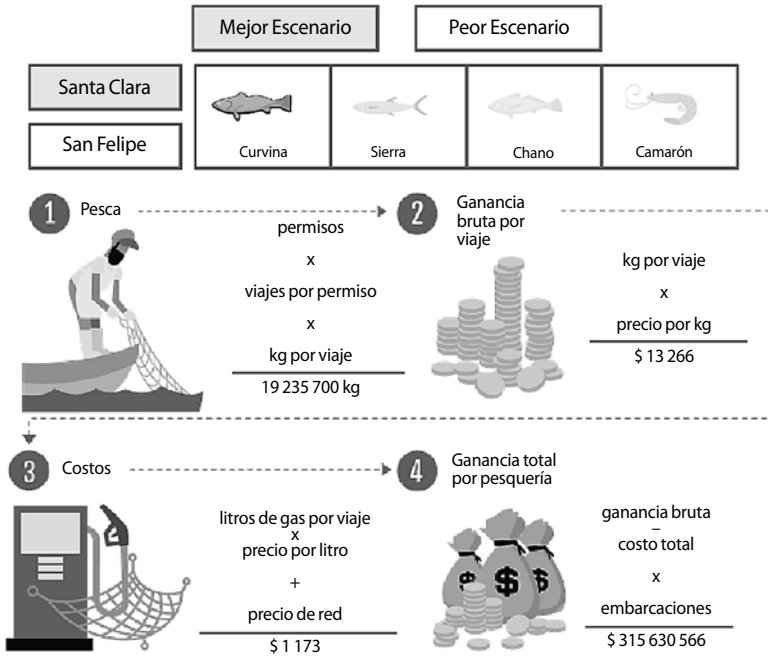 Mejor Escenario
Peor Escenario
Santa Clara
San Felipe
Curvina
Sierra
Chano
Camarón
1
Pesca
permisos
x
viajes por permiso
x
kg por viaje
19 235 700 kg
2
Ganancia
bruta por
viaje
kg por viaje
x
precio por kg
$ 13 266
3
Costos
litros de gas por viaje
x
precio por litro
+
precio de red
$ 1 173
4
Ganancia total
por pesquería
$
$
$
ganancia bruta
–
costo total
x
embarcaciones
$ 315 630 566